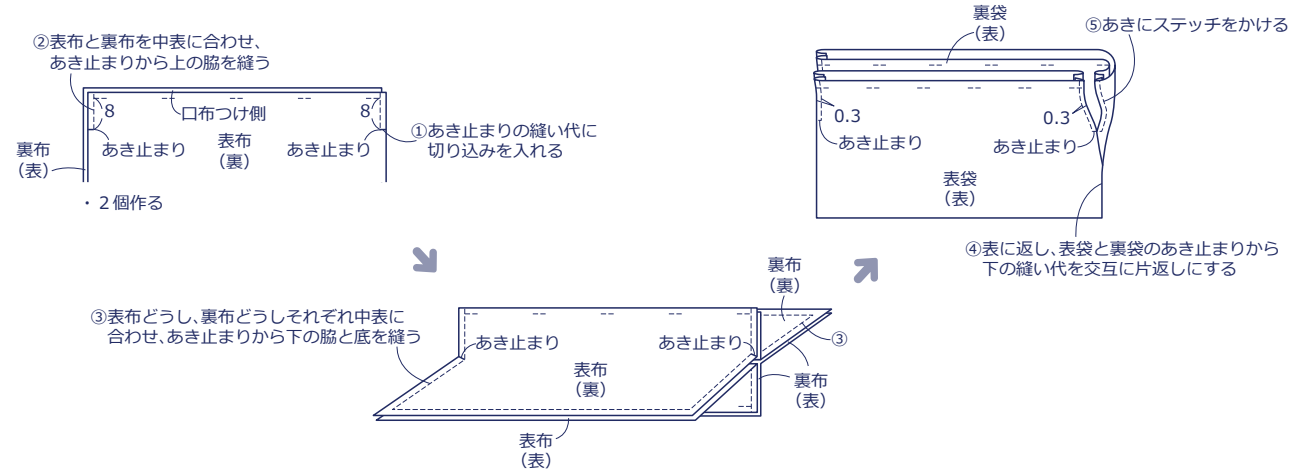 ②表布と裏布を中表に合わせ、
あき止まりから上の脇を縫う
8
口布つけ側
8
①あき止まりの縫い代に
切り込みを入れる
あき止まり
表布
(裏)
あき止まり
裏布
(表)
・２個作る
③表布どうし、裏布どうしそれぞれ中表に
合わせ、あき止まりから下の脇と底を縫う
裏布
(裏)
あき止まり
あき止まり
③
表布
(裏)
裏布
(表)
表布
(表)
裏袋
(表)
⑤あきにステッチをかける
0.3
0.3
あき止まり
あき止まり
表袋
(表)
④表に返し、表袋と裏袋のあき止まりから
下の縫い代を交互に片返しにする